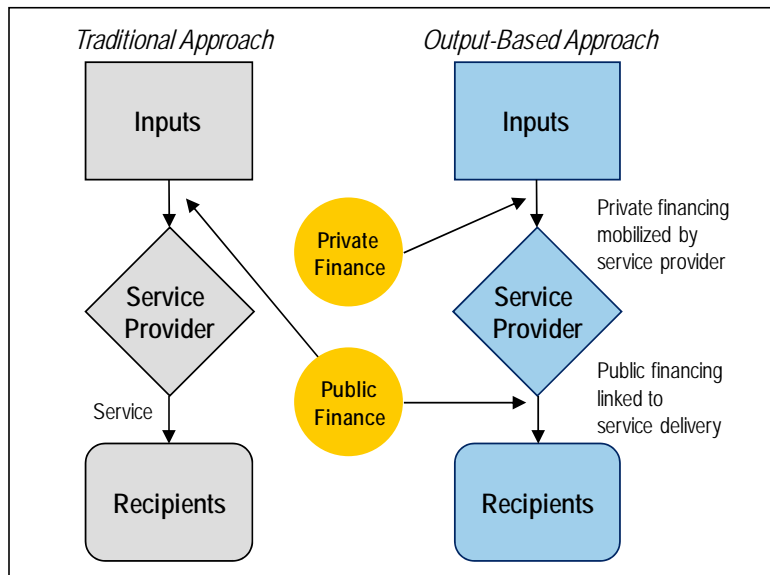 Traditional Approach
Output-Based Approach
Inputs
Inputs
Private
Finance
Private financing
mobilized by
service provider
Service
Provider
Service
Provider
Public
Finance
Public financing
linked to
service delivery
Service
Recipients
Recipients